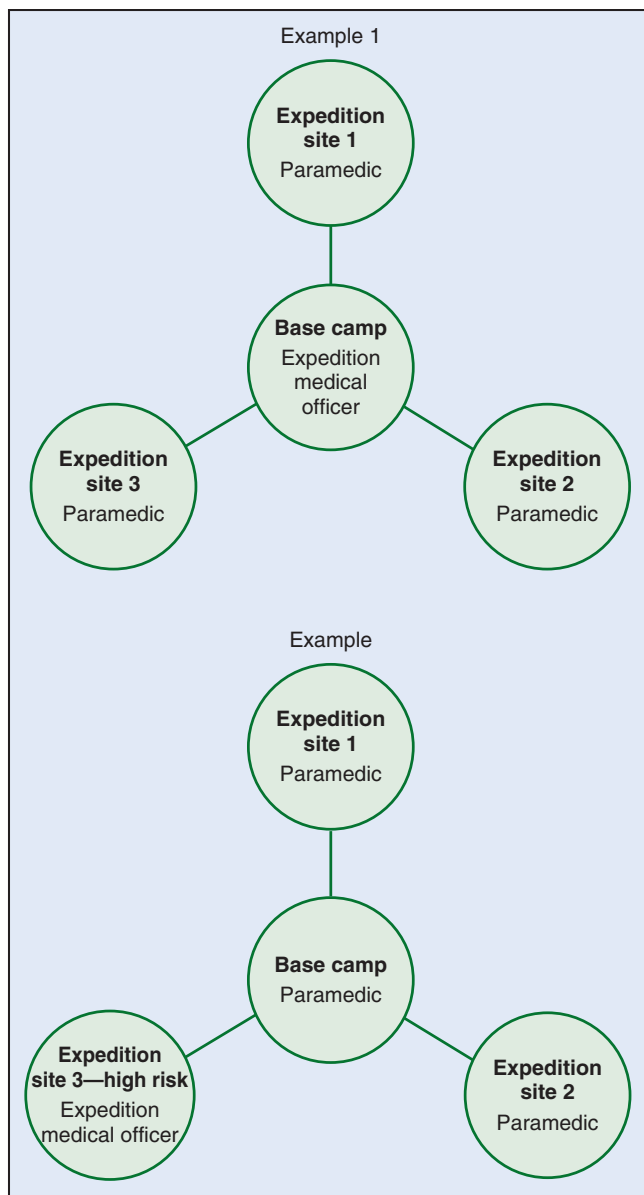 Example 1
Expedition
site 1
Paramedic
Base camp
Expedition
medical
officer
Expedition
site 3
Paramedic
Expedition
site 2
Paramedic
Example
Expedition
site 1
Paramedic
Base camp
Paramedic
Expedition
site 3—high risk
Expedition
medical officer
Expedition
site 2
Paramedic